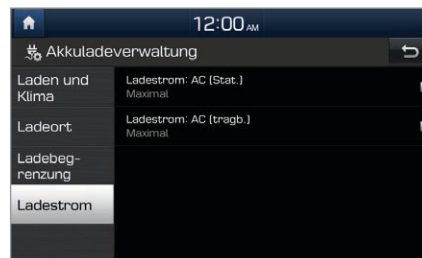 12:00 AM
Akkuladeverwaltung
Laden und
Klima
Ladestrom: AC (Stat.)
Maximal
Ladeort
Ladestrom: AC (tragb.)
Maximal
Ladebeg-
renzung
Ladestrom